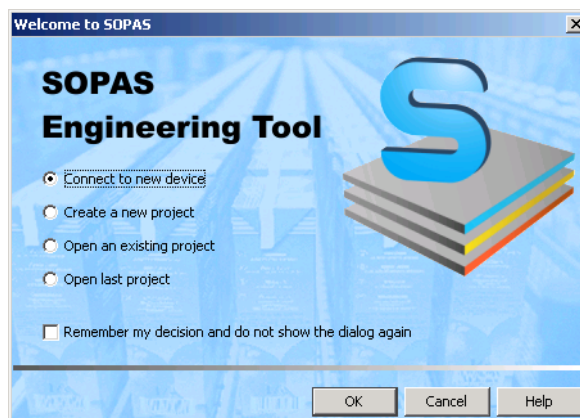 Welcome to SOPAS
SOPAS
Engineering Tool
S
Connect to new device
Create a new project
Open an existing project
Open last project
Remember my decision and do not show the dialog again
OK
Cancel
Help